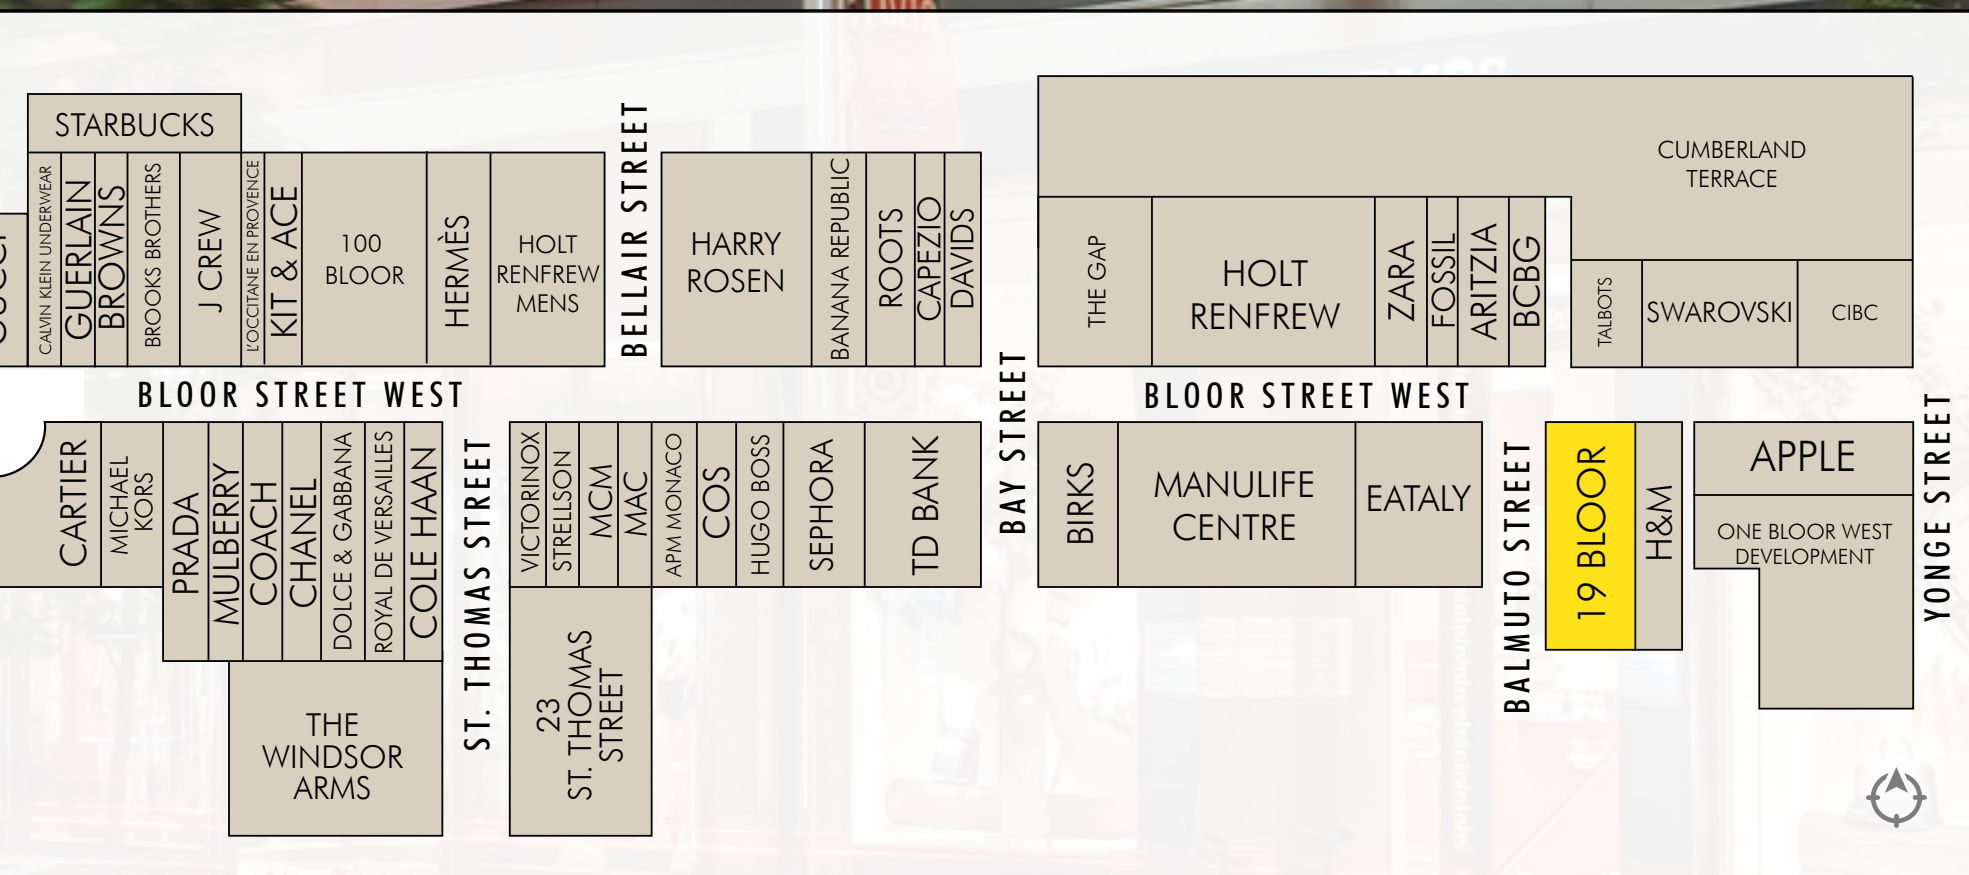 STARBUCKS
CALVIN KLEIN UNDERWEAR
GUERLAIN
BROWNS
BROOKS BROTHERS
J CREW
L'OCCITANE EN PROVENCE
KIT & ACE
100
BLOOR
HERMÈS
HOLT
RENFREW
MENS
BELLAIR STREET
HARRY
ROSEN
BANANA REPUBLIC
ROOTS
CAPEZIO
DAVIDS
CUMBERLAND
TERRACE
THE GAP
HOLT
RENFREW
ZARA
FOSSIL
ARITZIA
BCBG
TALBOTS
SWAROVSKI
CIBC
BLOOR STREET WEST
BAY STREET
BLOOR STREET WEST
YONGE STREET
CARTIER
MICHAEL
KORS
PRADA
MULBERRY
COACH
CHANEL
DOLCE & GABBANA
ROYAL DE VERSAILLES
COLE HAAN
ST. THOMAS STREET
VICTORINOX
STRELLSON
MCM
MAC
APM MONACO
COS
HUGO BOSS
SEPHORA
TD BANK
BIRKS
MANULIFE
CENTRE
EATALY
BALMUTO STREET
19 BLOOR
H&M
APPLE
ONE BLOOR WEST
DEVELOPMENT
THE
WINDSOR
ARMS
23
ST. THOMAS
STREET